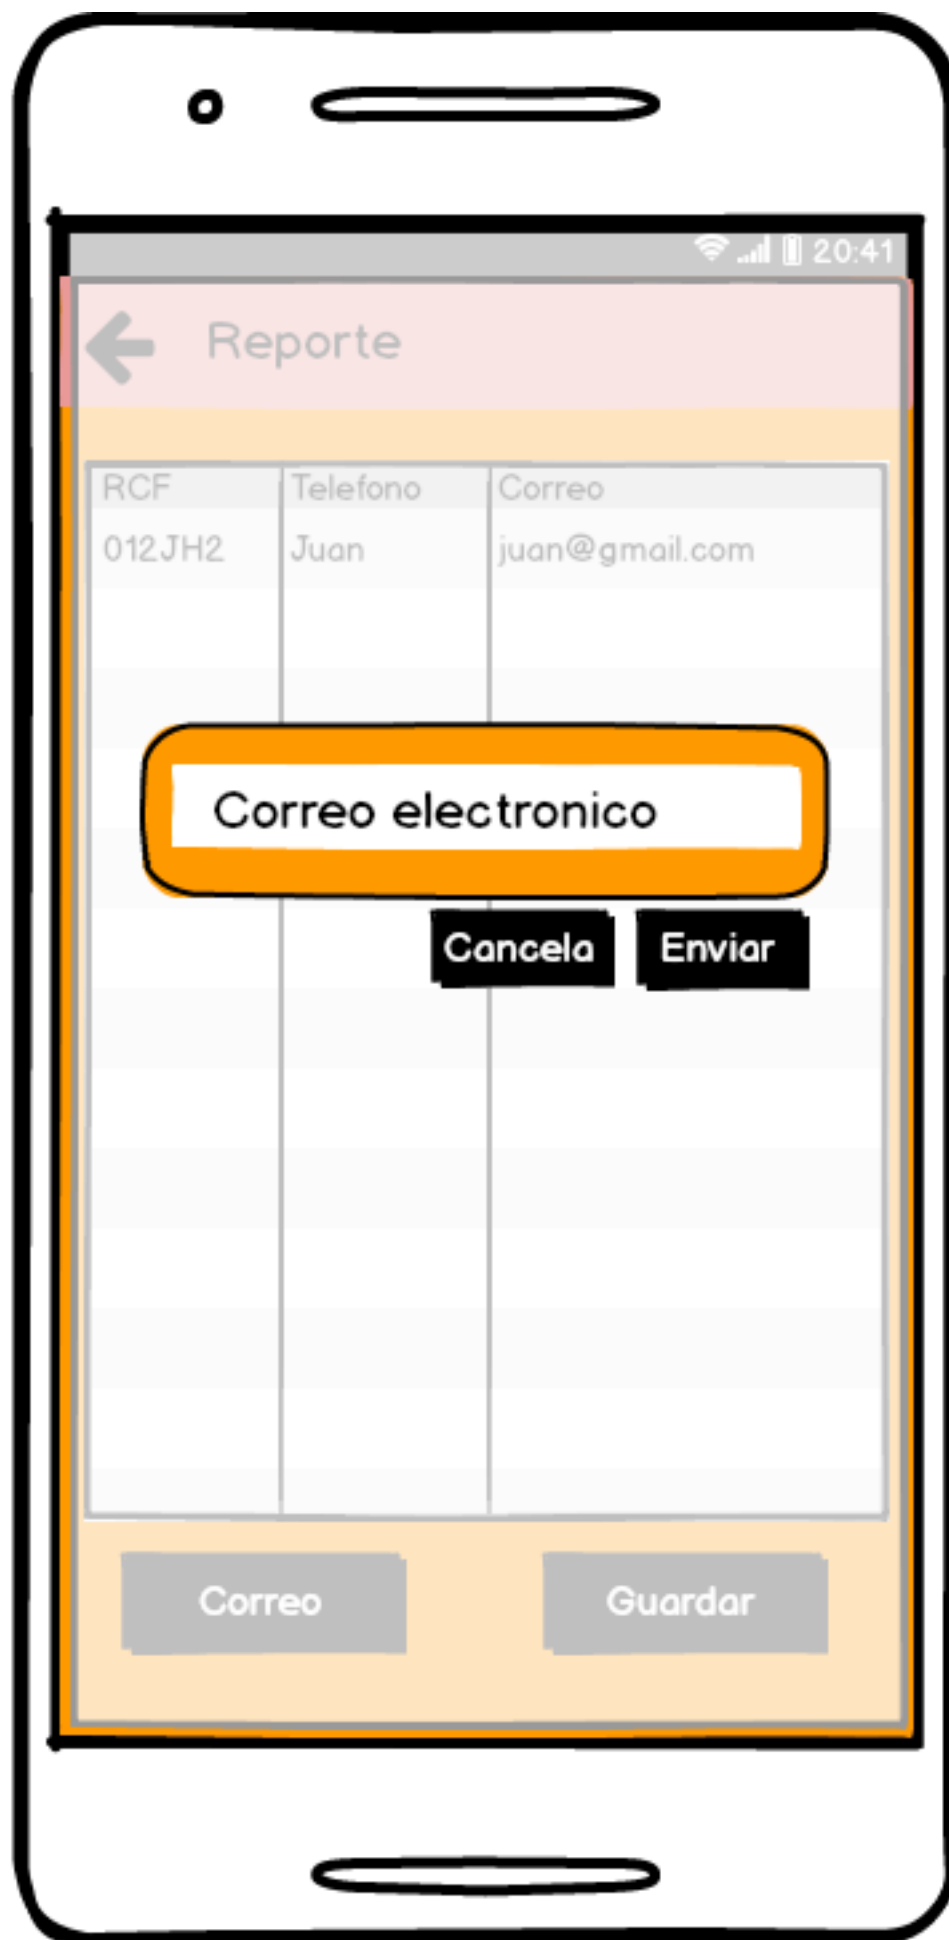 20:41
Reporte
RCF Telefono Correo
012JH2 Juan juan@gmail.com
Correo electronico
Cancela Enviar
Correo Guardar